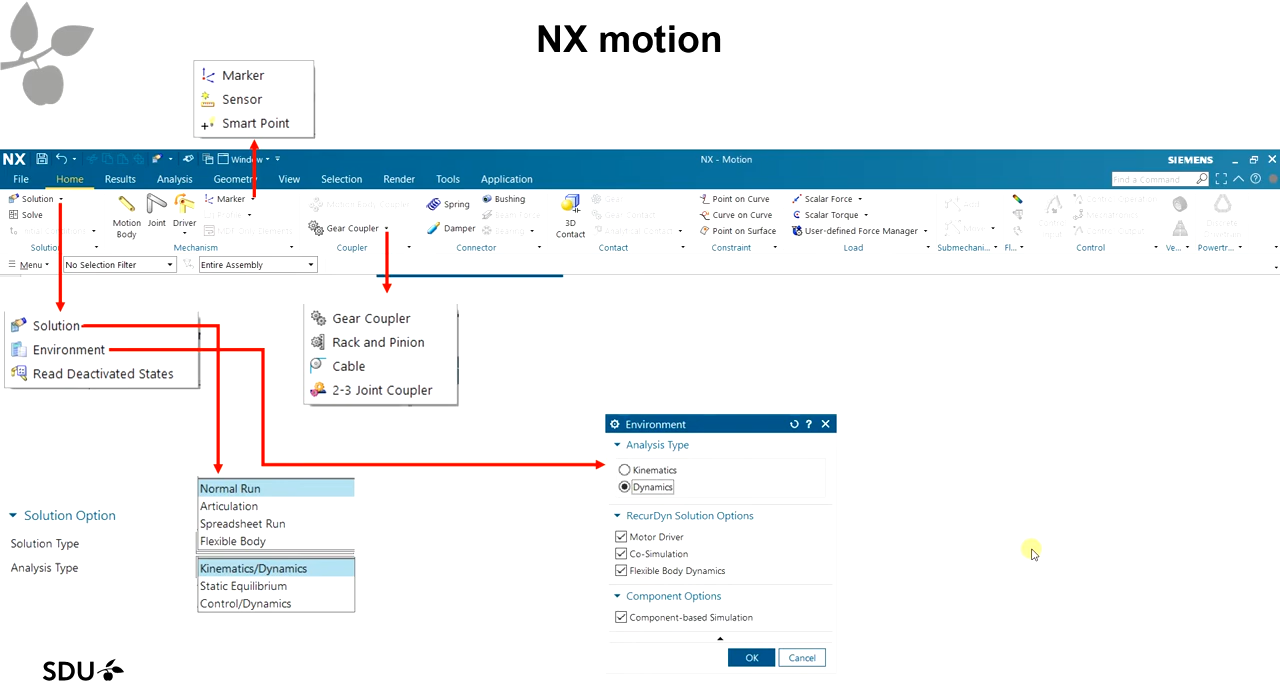 NX motion
Marker
Sensor
Smart Point
NX Window SIEMENS
NX - Motion
File Home Results Analysis Geometry View Selection Render Tools Application Find a Command
Solution Marker Spring Bushing Gear Point on Curve Scalar Force
Solve Motion Body Joint Driver Gear Coupler Damper 3D Contact Curve on Curve Scalar Torque
Point on Surface User-defined Force Manager
Mechanism Coupler Connector Contact Constraint Load Submechani... Fl... Control Ve... Powertr...
Menu No Selection Filter Entire Assembly
Solution
Environment
Read Deactivated States
Gear Coupler
Rack and Pinion
Cable
2-3 Joint Coupler
Environment
Analysis Type
Kinematics
Dynamics
RecurDyn Solution Options
Motor Driver
Co-Simulation
Flexible Body Dynamics
Component Options
Component-based Simulation
OK Cancel
Normal Run
Articulation
Spreadsheet Run
Flexible Body
Solution Option
Solution Type
Analysis Type
Kinematics/Dynamics
Static Equilibrium
Control/Dynamics
SDU